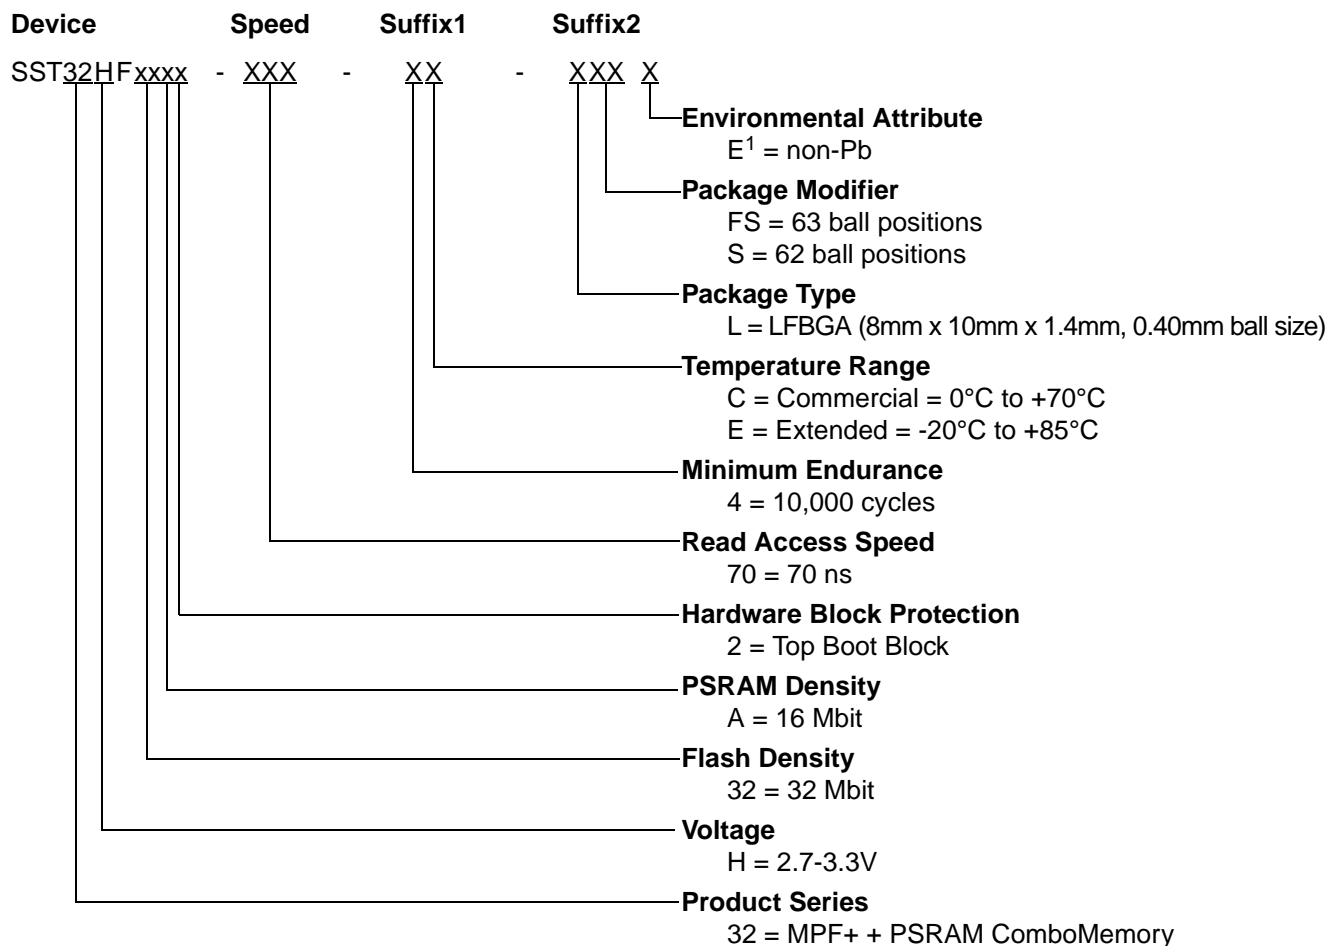 Device Speed Suffix1 Suffix2
SST32HFxxxx - XXX - XX - XXX X
Environmental Attribute
E1 = non-Pb
Package Modifier
FS = 63 ball positions
S = 62 ball positions
Package Type
L = LFBGA (8mm x 10mm x 1.4mm, 0.40mm ball size)
Temperature Range
C = Commercial = 0°C to +70°C
E = Extended = -20°C to +85°C
Minimum Endurance
4 = 10,000 cycles
Read Access Speed
70 = 70 ns
Hardware Block Protection
2 = Top Boot Block
PSRAM Density
A = 16 Mbit
Flash Density
32 = 32 Mbit
Voltage
H = 2.7-3.3V
Product Series
32 = MPF+ + PSRAM ComboMemory